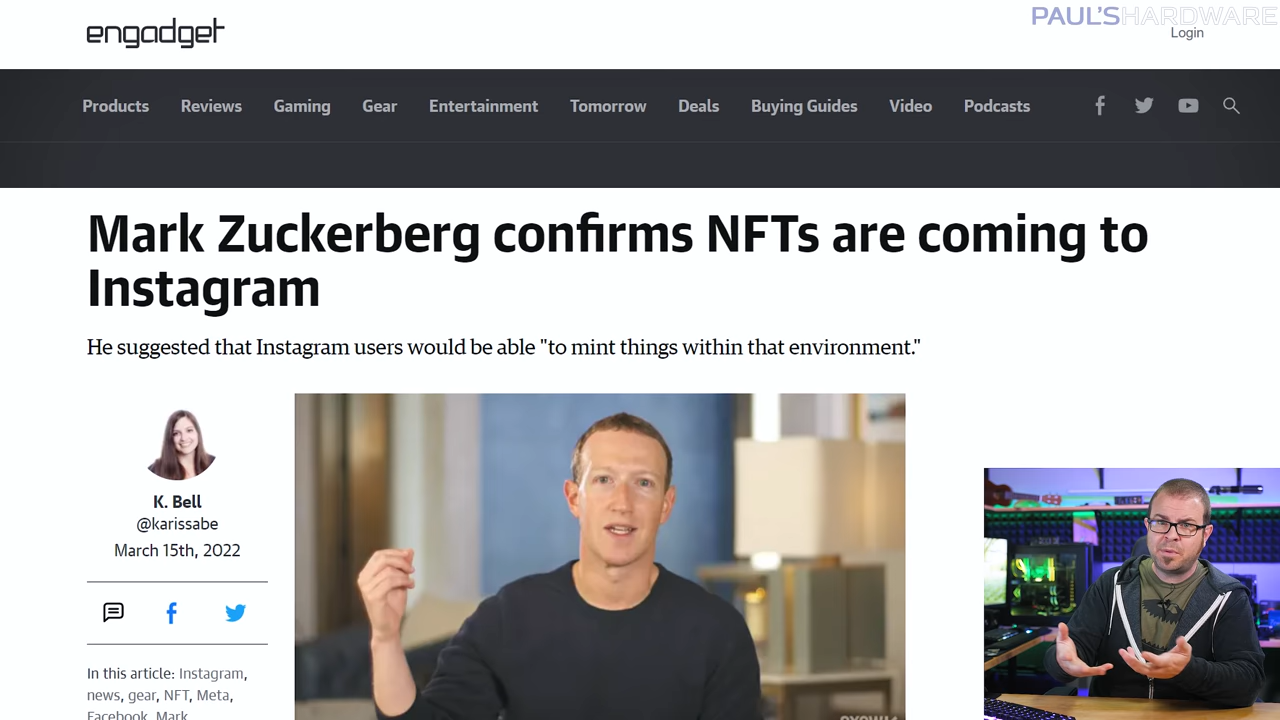 PAUL'SHARDWARE
engadget
Login
Products Reviews Gaming Gear Entertainment Tomorrow Deals Buying Guides Video Podcasts
Mark Zuckerberg confirms NFTs are coming to
Instagram
He suggested that Instagram users would be able "to mint things within that environment."
K. Bell
@karissabe
March 15th, 2022
In this article: Instagram,
news, gear, NFT, Meta,
Facebook, Mark